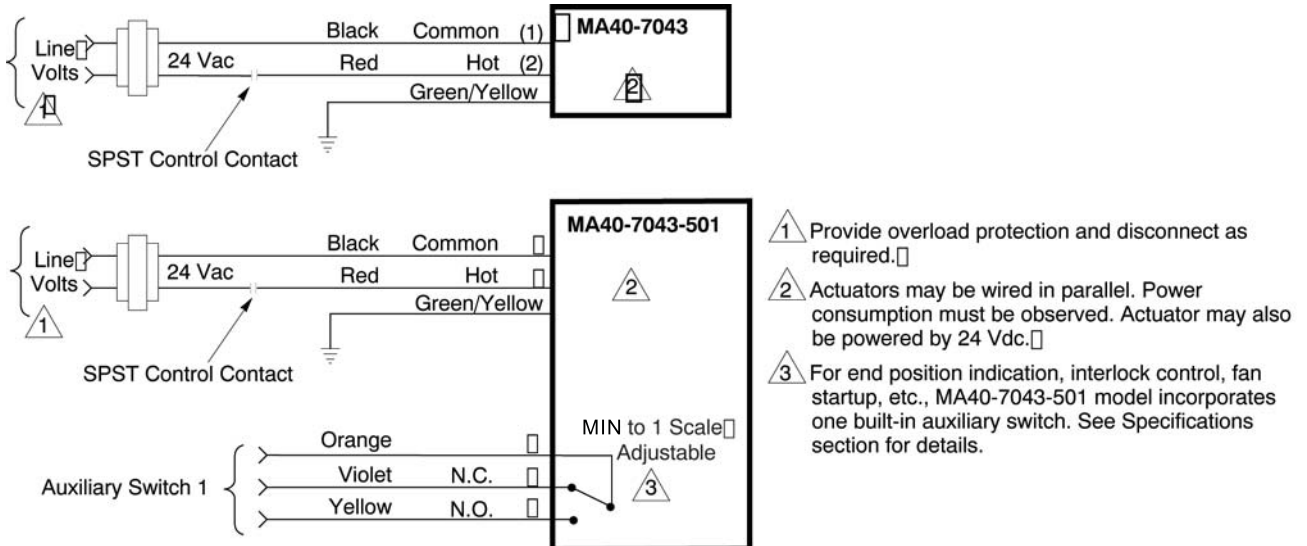 Line
Volts
1
24 Vac
Black Common (1)
Red Hot (2)
Green/Yellow
SPST Control Contact
MA40-7043
2
Line
Volts
1
24 Vac
Black Common
Red Hot
Green/Yellow
SPST Control Contact
MA40-7043-501
2
MIN to 1 Scale
Adjustable
3
Auxiliary Switch 1
Orange
Violet N.C.
Yellow N.O.
1 Provide overload protection and disconnect as
required.
2 Actuators may be wired in parallel. Power
consumption must be observed. Actuator may also
be powered by 24 Vdc.
3 For end position indication, interlock control, fan
startup, etc., MA40-7043-501 model incorporates
one built-in auxiliary switch. See Specifications
section for details.